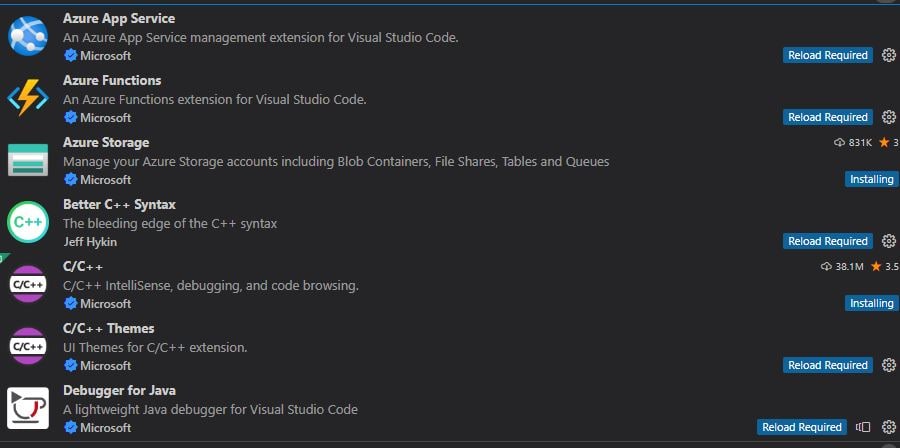 Azure App Service
An Azure App Service management extension for Visual Studio Code.
Microsoft
Reload Required
Azure Functions
An Azure Functions extension for Visual Studio Code.
Microsoft
Reload Required
Azure Storage
831K
3
Manage your Azure Storage accounts including Blob Containers, File Shares, Tables and Queues
Microsoft
Installing
C++
Better C++ Syntax
The bleeding edge of the C++ syntax
Jeff Hykin
Reload Required
C/C++
C/C++
38.1M
3.5
C/C++ IntelliSense, debugging, and code browsing.
Microsoft
Installing
C/C++
C/C++ Themes
UI Themes for C/C++ extension.
Microsoft
Reload Required
Debugger for Java
A lightweight Java debugger for Visual Studio Code
Microsoft
Reload Required